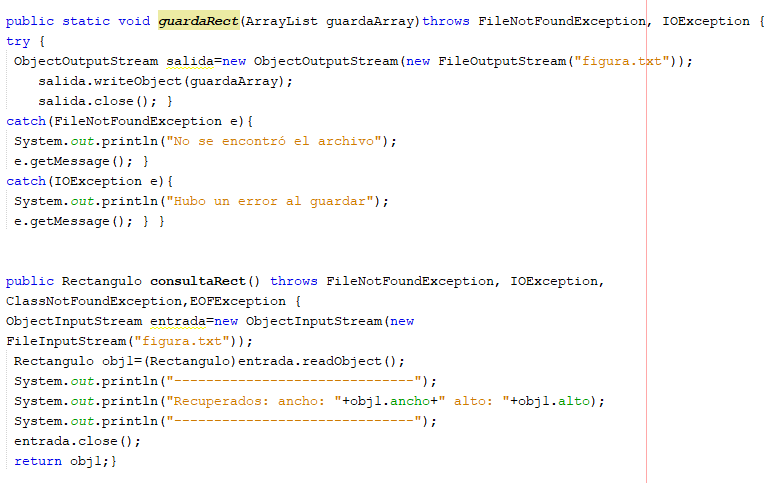 public static void guardaRect(ArrayList guardaArray)throws FileNotFoundException, IOException {
try {
 ObjectOutputStream salida=new ObjectOutputStream(new FileOutputStream("figura.txt"));
    salida.writeObject(guardaArray);
    salida.close(); }
catch(FileNotFoundException e){
 System.out.println("No se encontró el archivo");
 e.getMessage(); }
catch(IOException e){
 System.out.println("Hubo un error al guardar");
 e.getMessage(); } }
public Rectangulo consultaRect() throws FileNotFoundException, IOException,
ClassNotFoundException,EOFException {
ObjectInputStream entrada=new ObjectInputStream(new
FileInputStream("figura.txt"));
 Rectangulo obj1=(Rectangulo)entrada.readObject();
 System.out.println("------------------------------");
 System.out.println("Recuperados: ancho: "+obj1.ancho+" alto: "+obj1.alto);
 System.out.println("------------------------------");
 entrada.close();
 return obj1;}